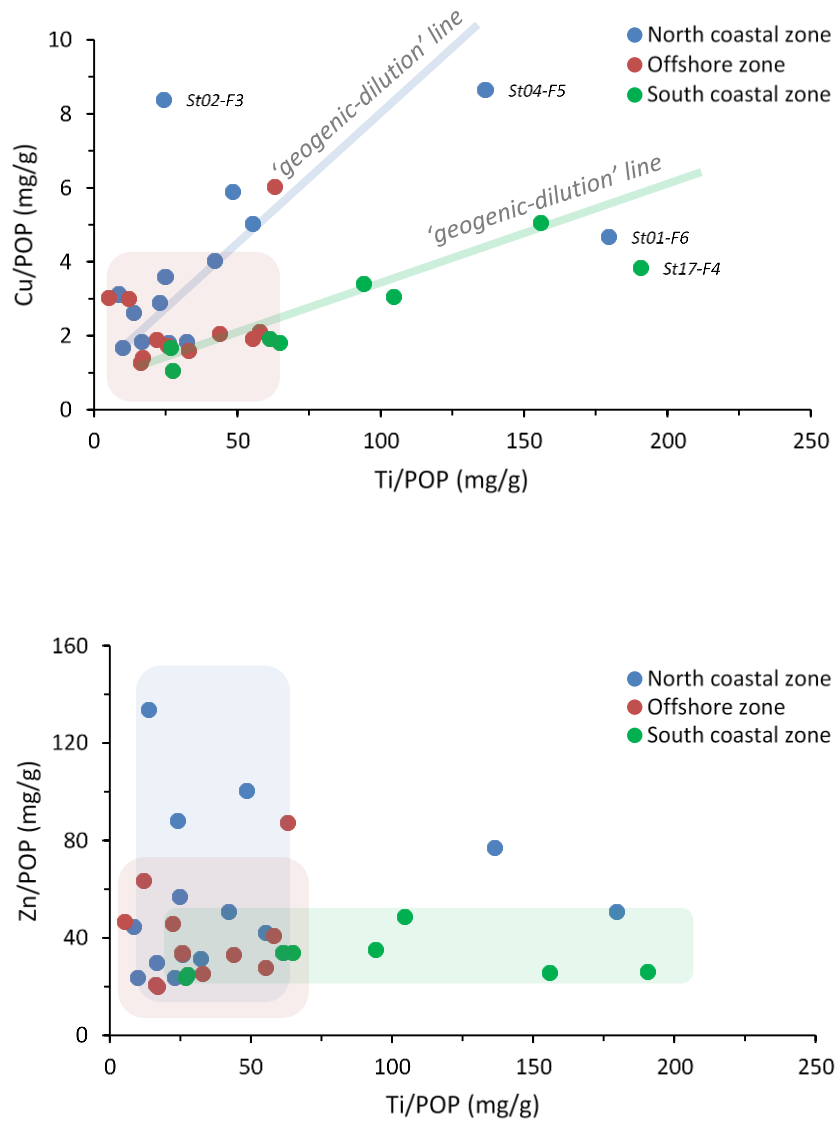 10
8
6
4
2
0
Cu/POP (mg/g)
0 50 100 150 200 250
Ti/POP (mg/g)
North coastal zone
Offshore zone
South coastal zone
St02-F3
St04-F5
‘geogenic-dilution’ line
‘geogenic-dilution’ line
St01-F6
St17-F4
160
120
80
40
0
Zn/POP (mg/g)
0 50 100 150 200 250
Ti/POP (mg/g)
North coastal zone
Offshore zone
South coastal zone